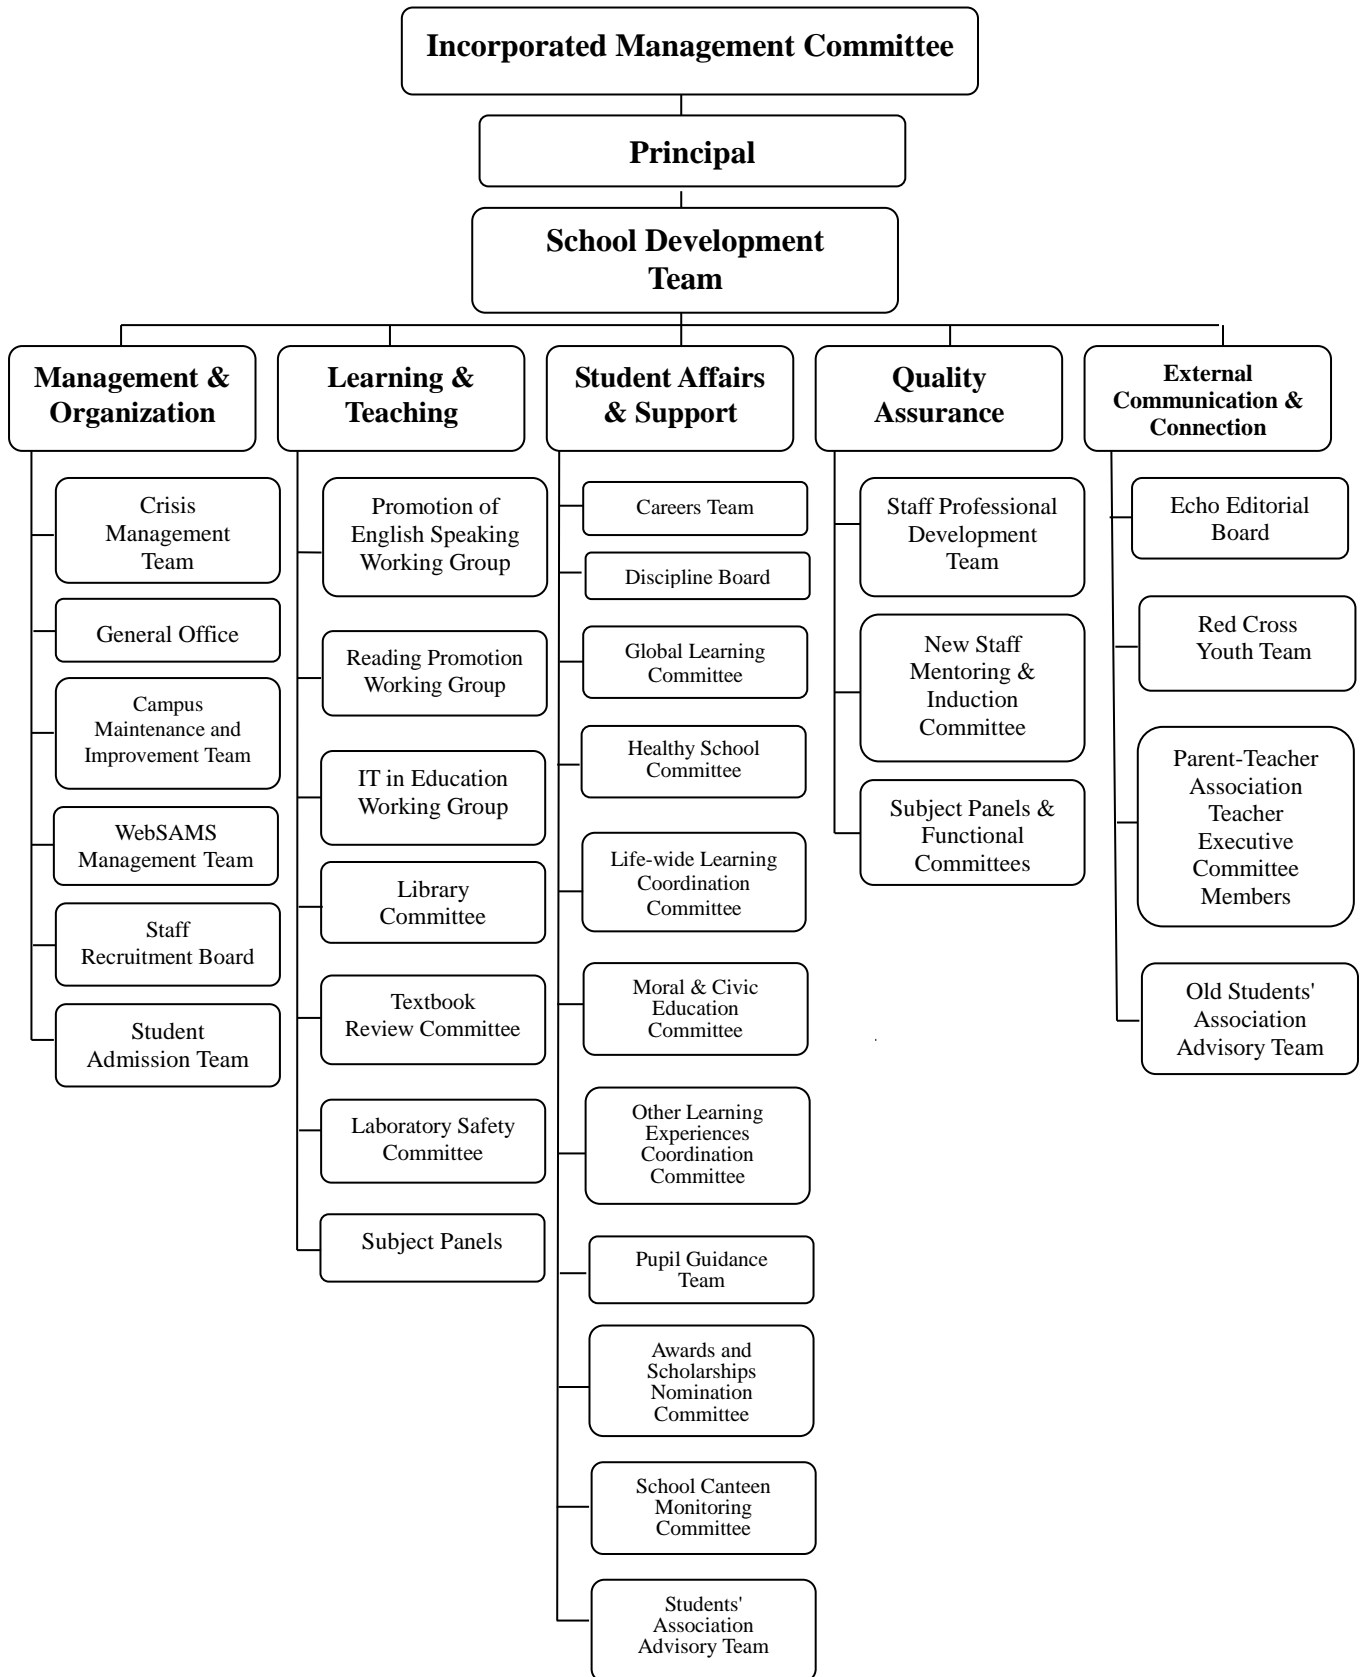 Incorporated Management Committee
Principal
School Development
Team
Management &
Organization
Crisis
Management
Team
General Office
Campus
Maintenance and
Improvement Team
WebSAMS
Management Team
Staff
Recruitment Board
Student
Admission Team
Learning &
Teaching
Promotion of
English Speaking
Working Group
Reading Promotion
Working Group
IT in Education
Working Group
Library
Committee
Textbook
Review Committee
Laboratory Safety
Committee
Subject Panels
Student Affairs
& Support
Careers Team
Discipline Board
Global Learning
Committee
Healthy School
Committee
Life-wide Learning
Coordination
Committee
Moral & Civic
Education
Committee
Other Learning
Experiences
Coordination
Committee
Pupil Guidance
Team
Awards and
Scholarships
Nomination
Committee
School Canteen
Monitoring
Committee
Students'
Association
Advisory Team
Quality
Assurance
Staff Professional
Development
Team
New Staff
Mentoring &
Induction
Committee
Subject Panels &
Functional
Committees
External
Communication &
Connection
Echo Editorial
Board
Red Cross
Youth Team
Parent-Teacher
Association
Teacher
Executive
Committee
Members
Old Students'
Association
Advisory Team